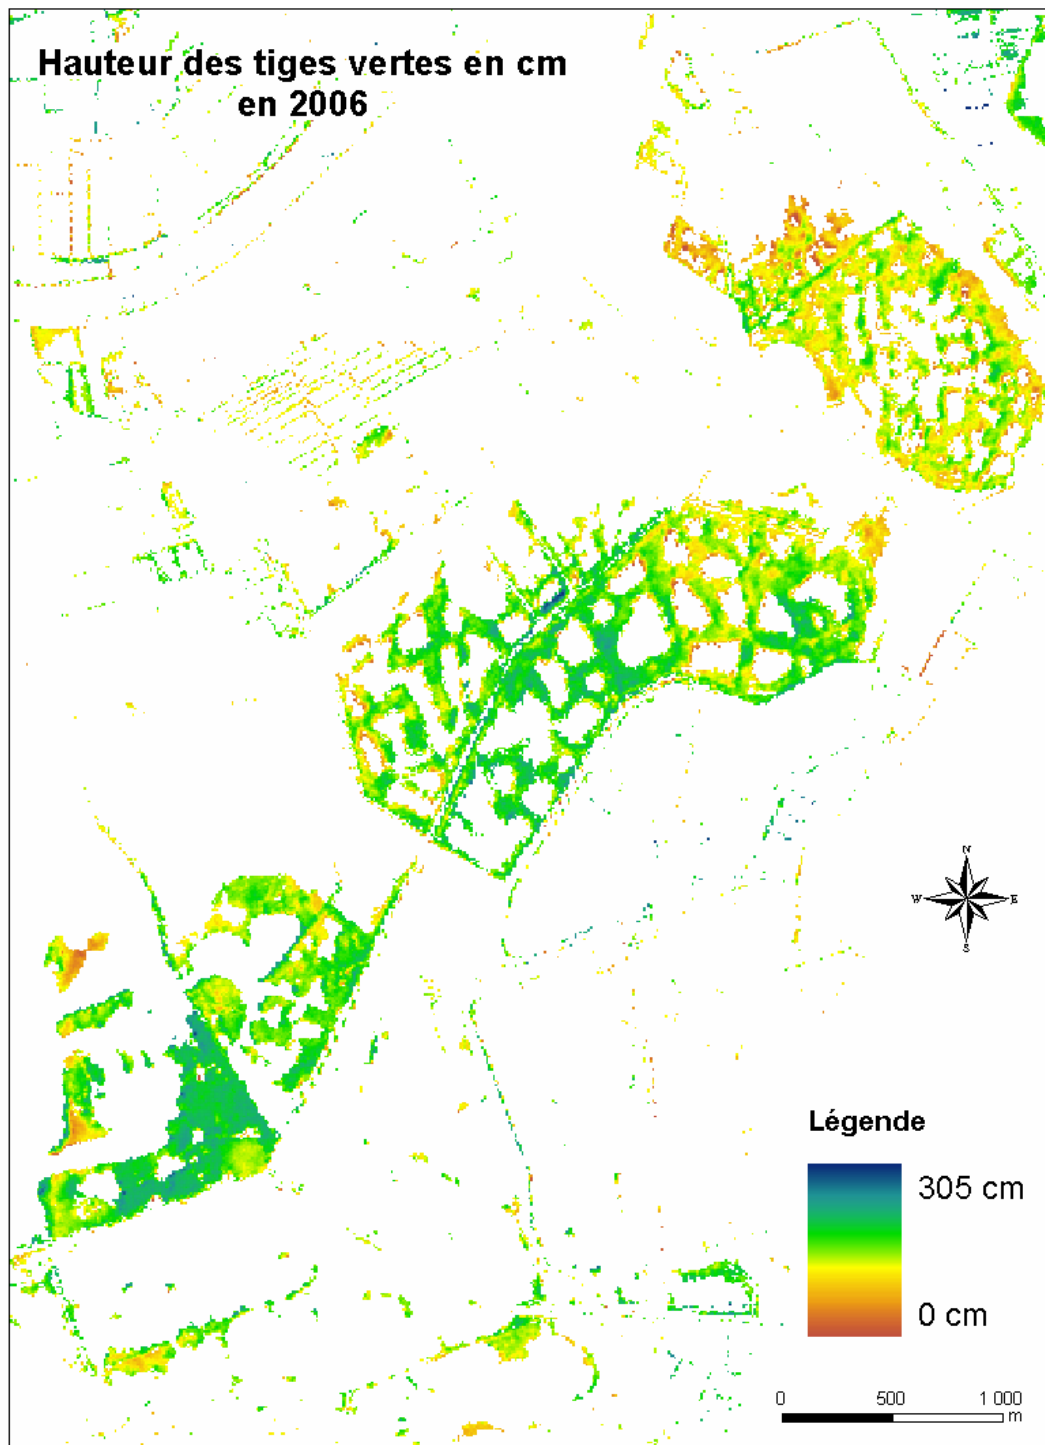 Hauteur des tiges vertes en cm
en 2006
N
W E
S
Légende
305 cm
0 cm
0 500 1 000
m